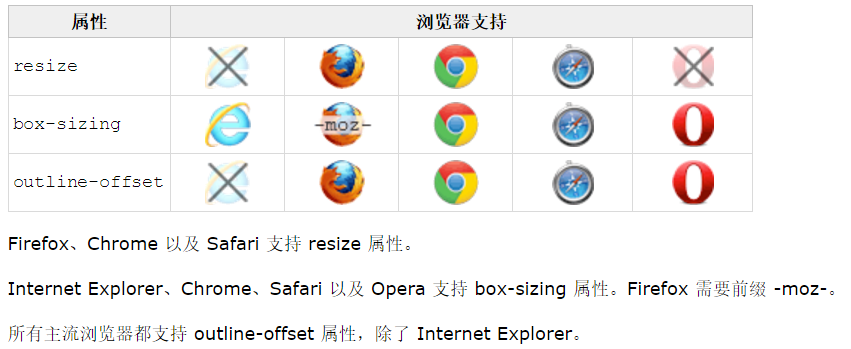 属性 浏览器支持
resize
box-sizing -moz-
outline-offset
Firefox、Chrome 以及 Safari 支持 resize 属性。
Internet Explorer、Chrome、Safari 以及 Opera 支持 box-sizing 属性。Firefox 需要前缀 -moz-。
所有主流浏览器都支持 outline-offset 属性，除了 Internet Explorer。